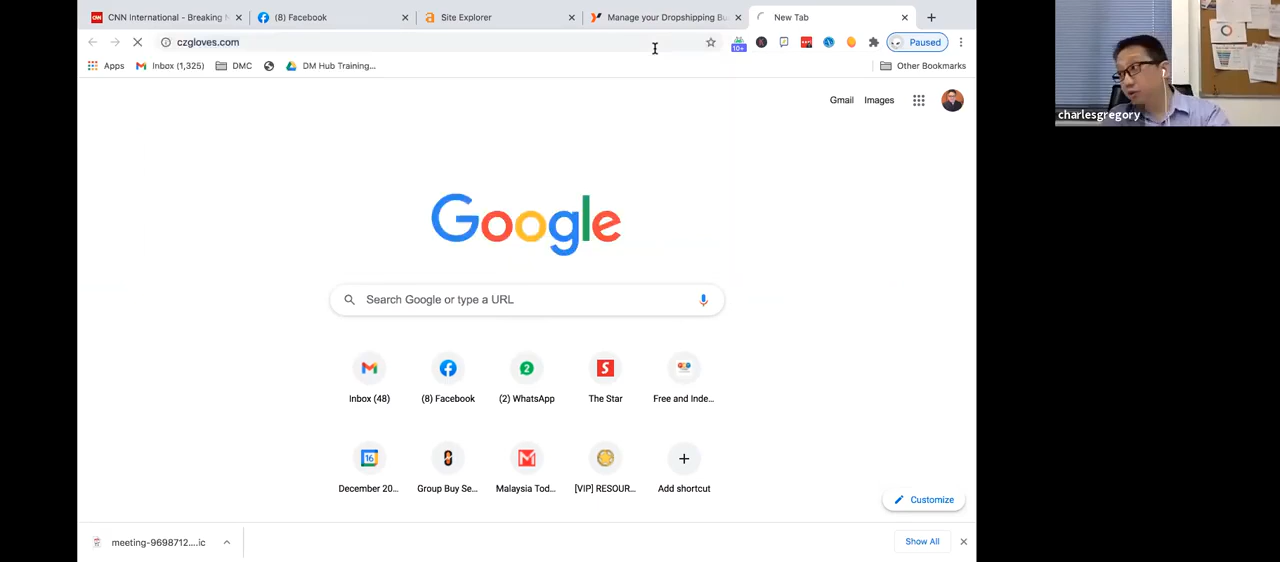 CNN International - Breaking N
(8) Facebook
Site Explorer
Manage your Dropshipping Bu
New Tab
czgloves.com
10+
Paused
Apps
Inbox (1,325)
DMC
DM Hub Training...
Other Bookmarks
Gmail
Images
charlesgregory
Google
Search Google or type a URL
Inbox (48)
(8) Facebook
(2) WhatsApp
The Star
Free and Inde...
December 20...
Group Buy Se...
Malaysia Tod...
[VIP] RESOUR...
Add shortcut
Customize
meeting-9698712....ic
Show All